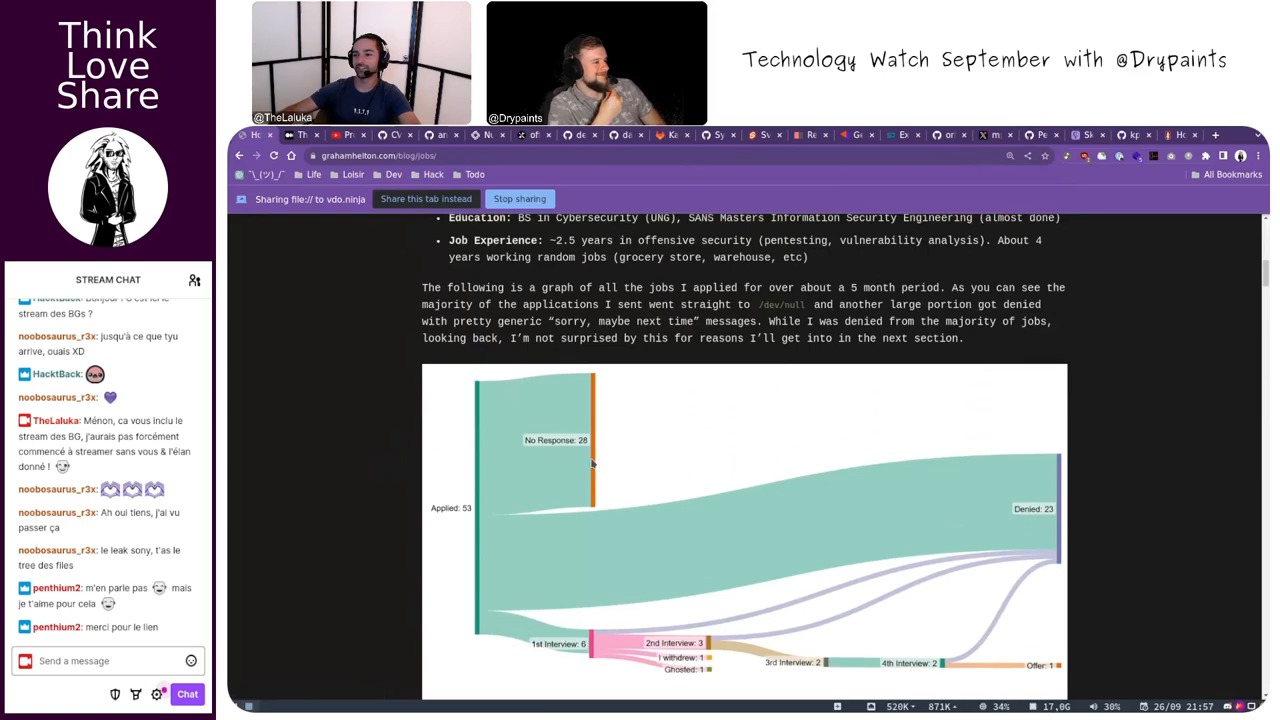 Think
Love
Share
@TheLaluka
@Drypaints
Technology Watch September with @Drypaints
grahamhelton.com/blog/jobs/
¯\_(ツ)_/¯
Life
Loisir
Dev
Hack
Todo
All Bookmarks
Sharing file:// to vdo.ninja
Share this tab instead
Stop sharing
• Education: BS in Cybersecurity (UNG), SANS Masters Information Security Engineering (almost done)
• Job Experience: ~2.5 years in offensive security (pentesting, vulnerability analysis). About 4
years working random jobs (grocery store, warehouse, etc)
The following is a graph of all the jobs I applied for over about a 5 month period. As you can see the
majority of the applications I sent went straight to /dev/null and another large portion got denied
with pretty generic “sorry, maybe next time” messages. While I was denied from the majority of jobs,
looking back, I’m not surprised by this for reasons I’ll get into in the next section.
No Response: 28
Applied: 53
Denied: 23
1st Interview: 6
2nd Interview: 3
I withdrew: 1
Ghosted: 1
3rd Interview: 2
4th Interview: 2
Offer: 1
STREAM CHAT
stream des BGs ?
noobosaurus_r3x: jusqu'à ce que tyu
arrive, ouais XD
HacktBack:
noobosaurus_r3x:
TheLaluka: Ménon, ca vous inclu le
stream des BG, j'aurais pas forcément
commencé à streamer sans vous & l'élan
donné !
noobosaurus_r3x:
noobosaurus_r3x: Ah oui tiens, j'ai vu
passer ça
noobosaurus_r3x: le leak sony, t'as le
tree des files
penthium2: m'en parle pas mais
je t'aime pour cela
penthium2: merci pour le lien
Send a message
Chat
520K
871K
34%
17,0G
30%
26/09 21:57